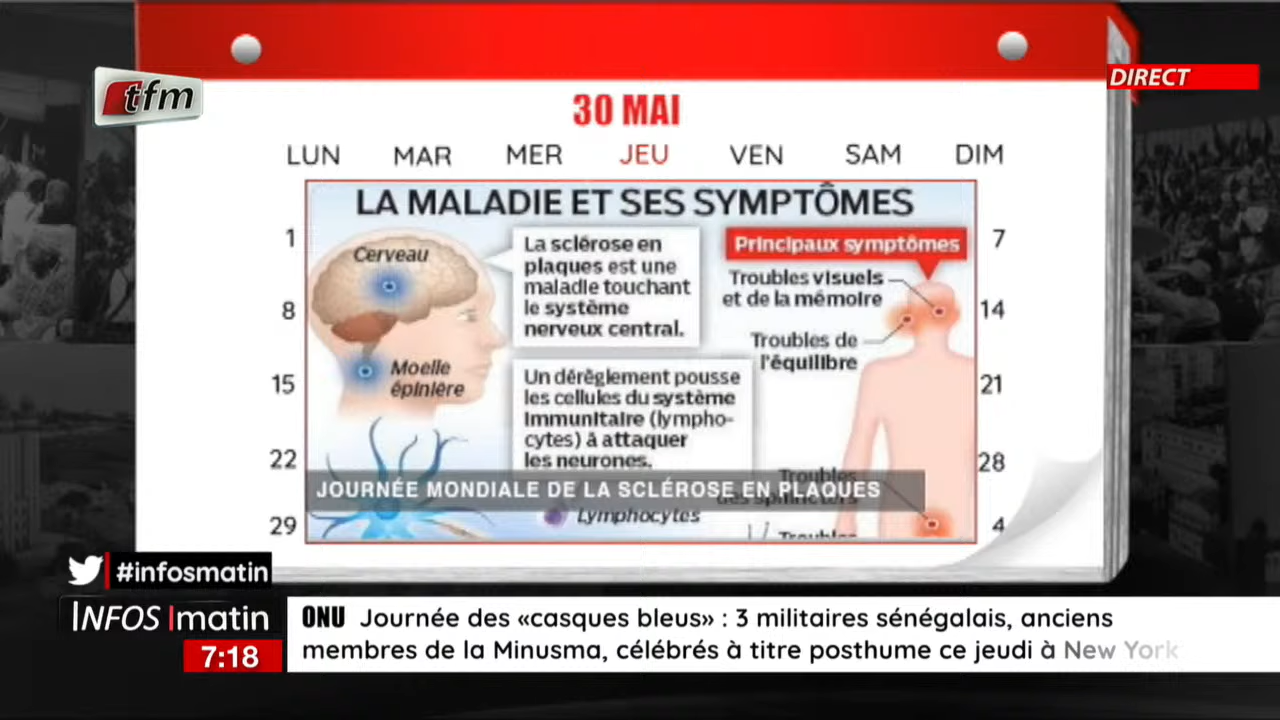 tfm
DIRECT
30 MAI
LUN MAR MER JEU VEN SAM DIM
1 7
8 14
15 21
22 28
29 4
LA MALADIE ET SES SYMPTÔMES
Cerveau
Moelle
épinière
La sclérose en
plaques est une
maladie touchant
le système
nerveux central.
Un dérèglement pousse
les cellules du système
immunitaire (lympho-
cytes) à attaquer
les neurones.
Lymphocytes
Principaux symptômes
Troubles visuels
et de la mémoire
Troubles de
l'équilibre
Troubles
des sphincters
Troubles
JOURNÉE MONDIALE DE LA SCLÉROSE EN PLAQUES
#infosmatin
INFOS matin
7:18
ONU Journée des «casques bleus» : 3 militaires sénégalais, anciens
membres de la Minusma, célébrés à titre posthume ce jeudi à New York